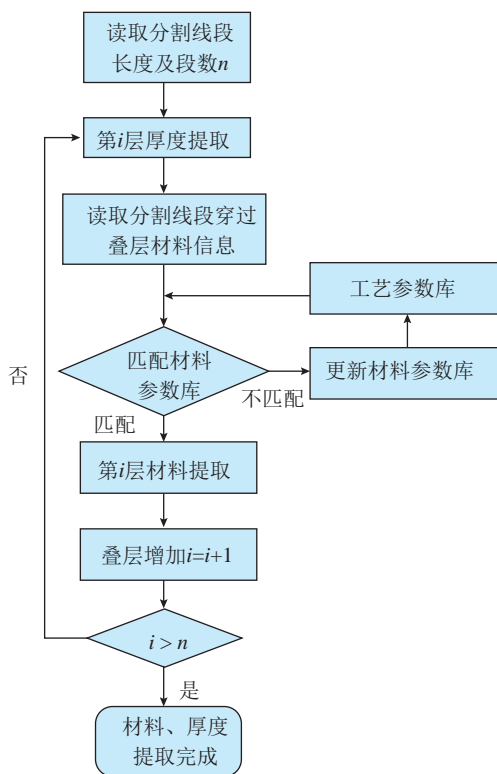 读取分割线段
长度及段数n
第i层厚度提取
读取分割线段穿过
叠层材料信息
工艺参数库
匹配材料
参数库
不匹配
更新材料参数库
否
匹配
第i层材料提取
叠层增加i=i+1
i > n
是
材料、厚度
提取完成